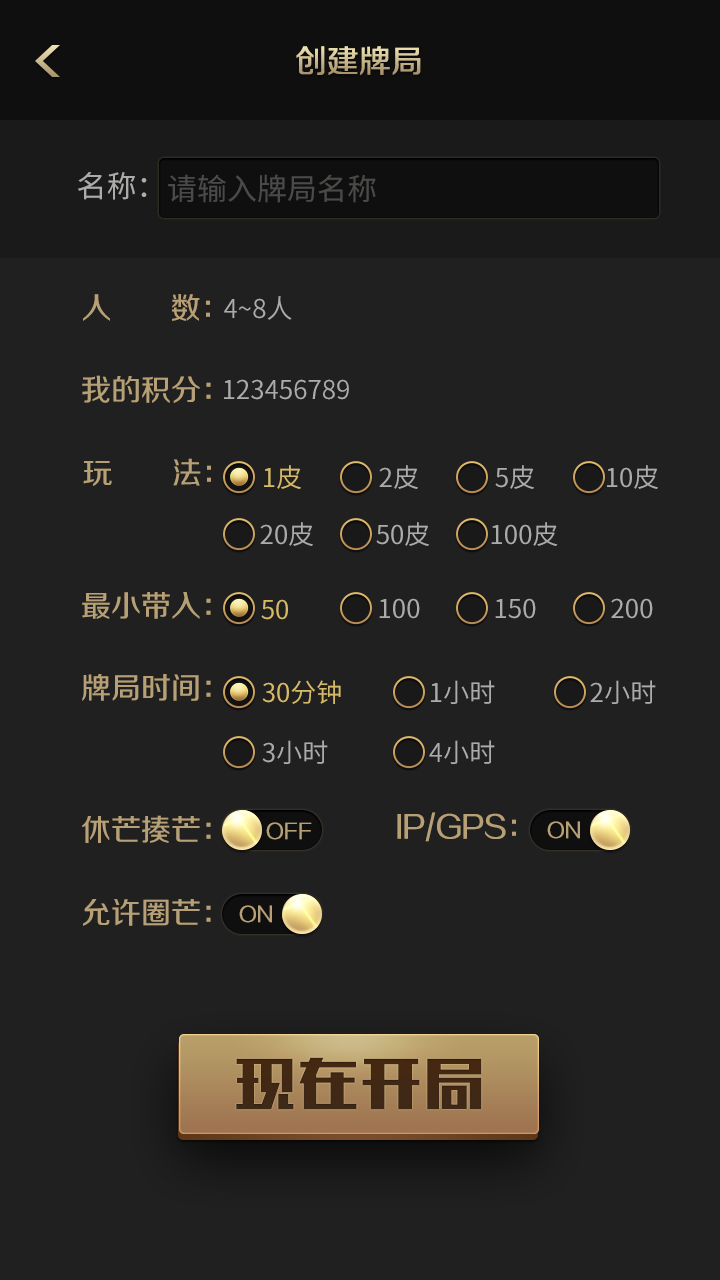 创建牌局
名称： 请输入牌局名称
人 数： 4~8人
我的积分： 123456789
玩 法： 1皮 2皮 5皮 10皮
20皮 50皮 100皮
最小带入： 50 100 150 200
牌局时间： 30分钟 1小时 2小时
3小时 4小时
休芒揍芒： OFF IP/GPS： ON
允许圈芒： ON
现在开局